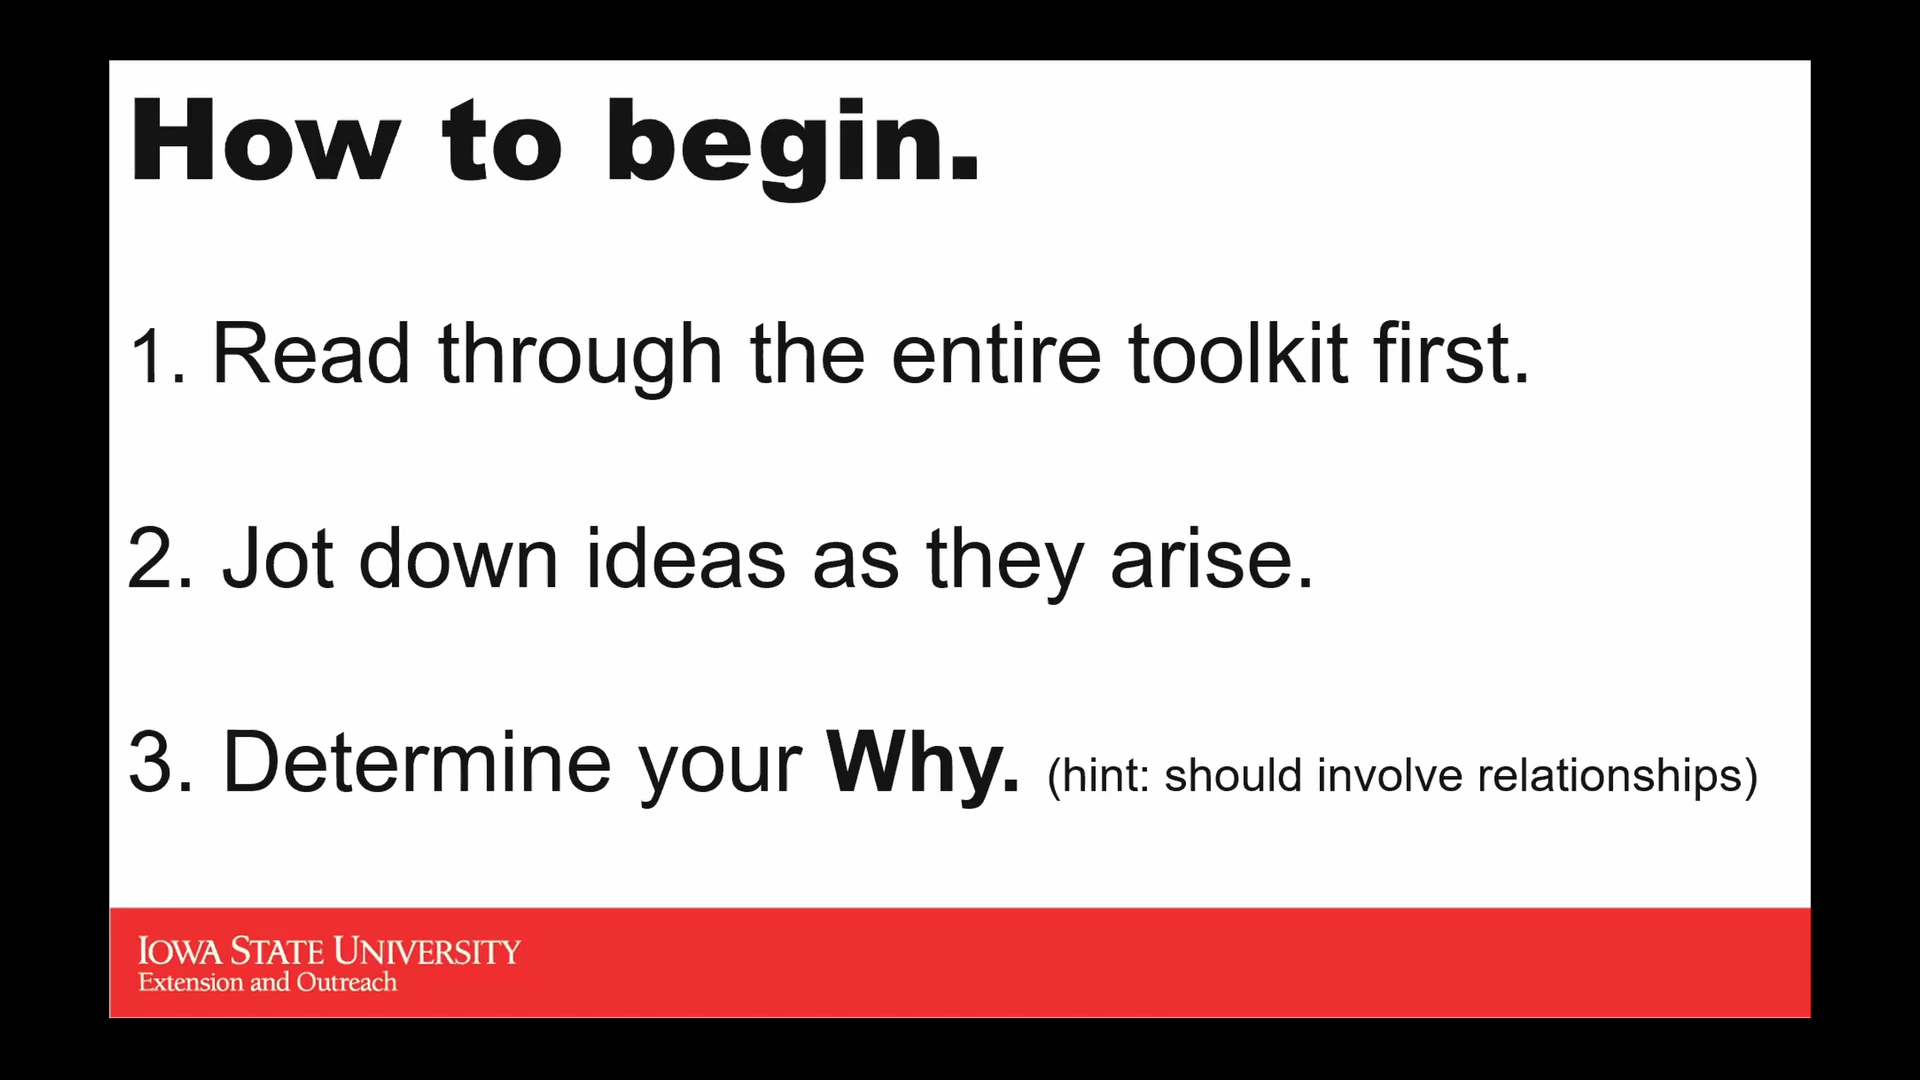 How to begin.
1. Read through the entire toolkit first.
2. Jot down ideas as they arise.
3. Determine your Why. (hint: should involve relationships)
IOWA STATE UNIVERSITY
Extension and Outreach